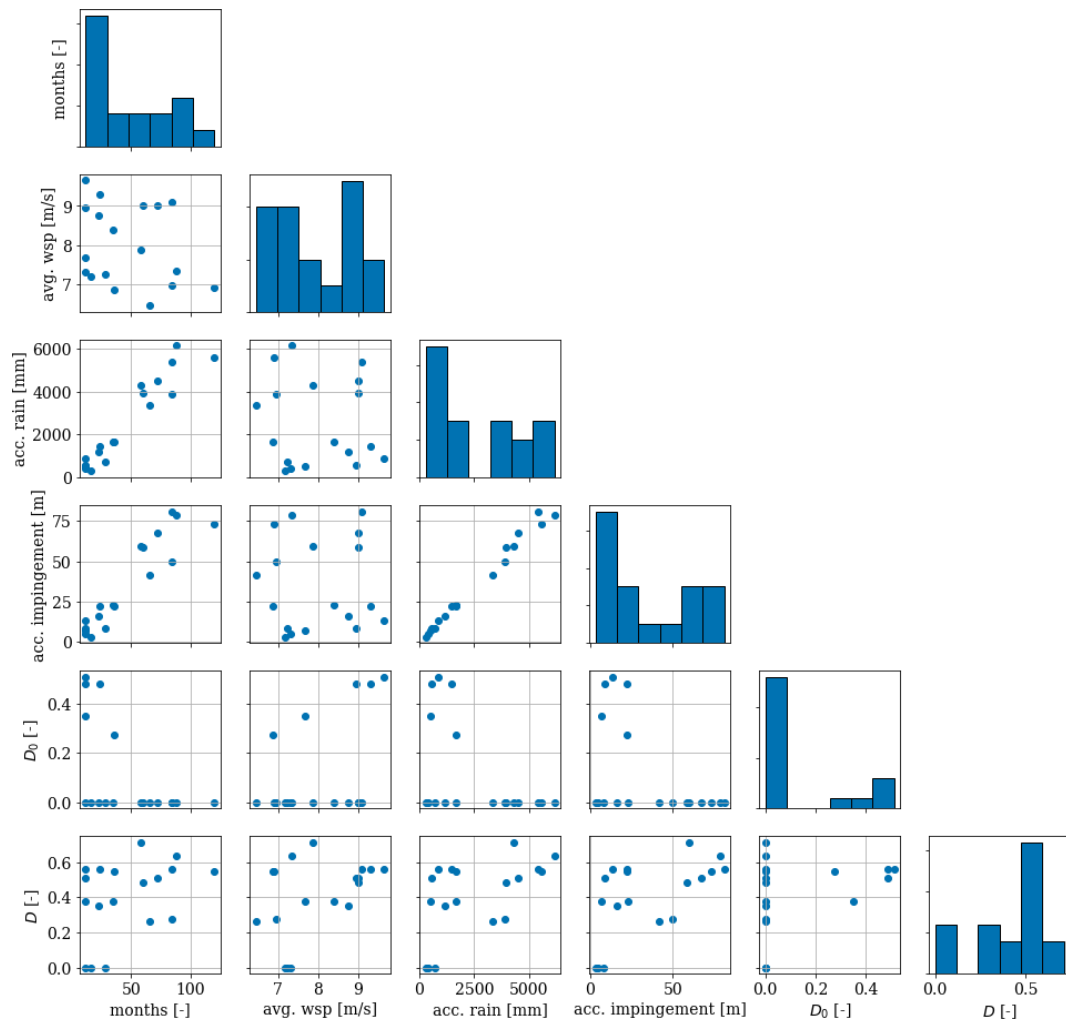 months [-]
avg. wsp [m/s]
9
8
7
acc. rain [mm]
6000
4000
2000
0
acc. impingement [m]
75
50
25
0
D₀ [-]
0.4
0.2
0.0
D [-]
0.6
0.4
0.2
0.0
50 100 7 8 9 0 2500 5000 0 50 0.0 0.2 0.4 0.0 0.5
months [-] avg. wsp [m/s] acc. rain [mm] acc. impingement [m] D₀ [-] D [-]